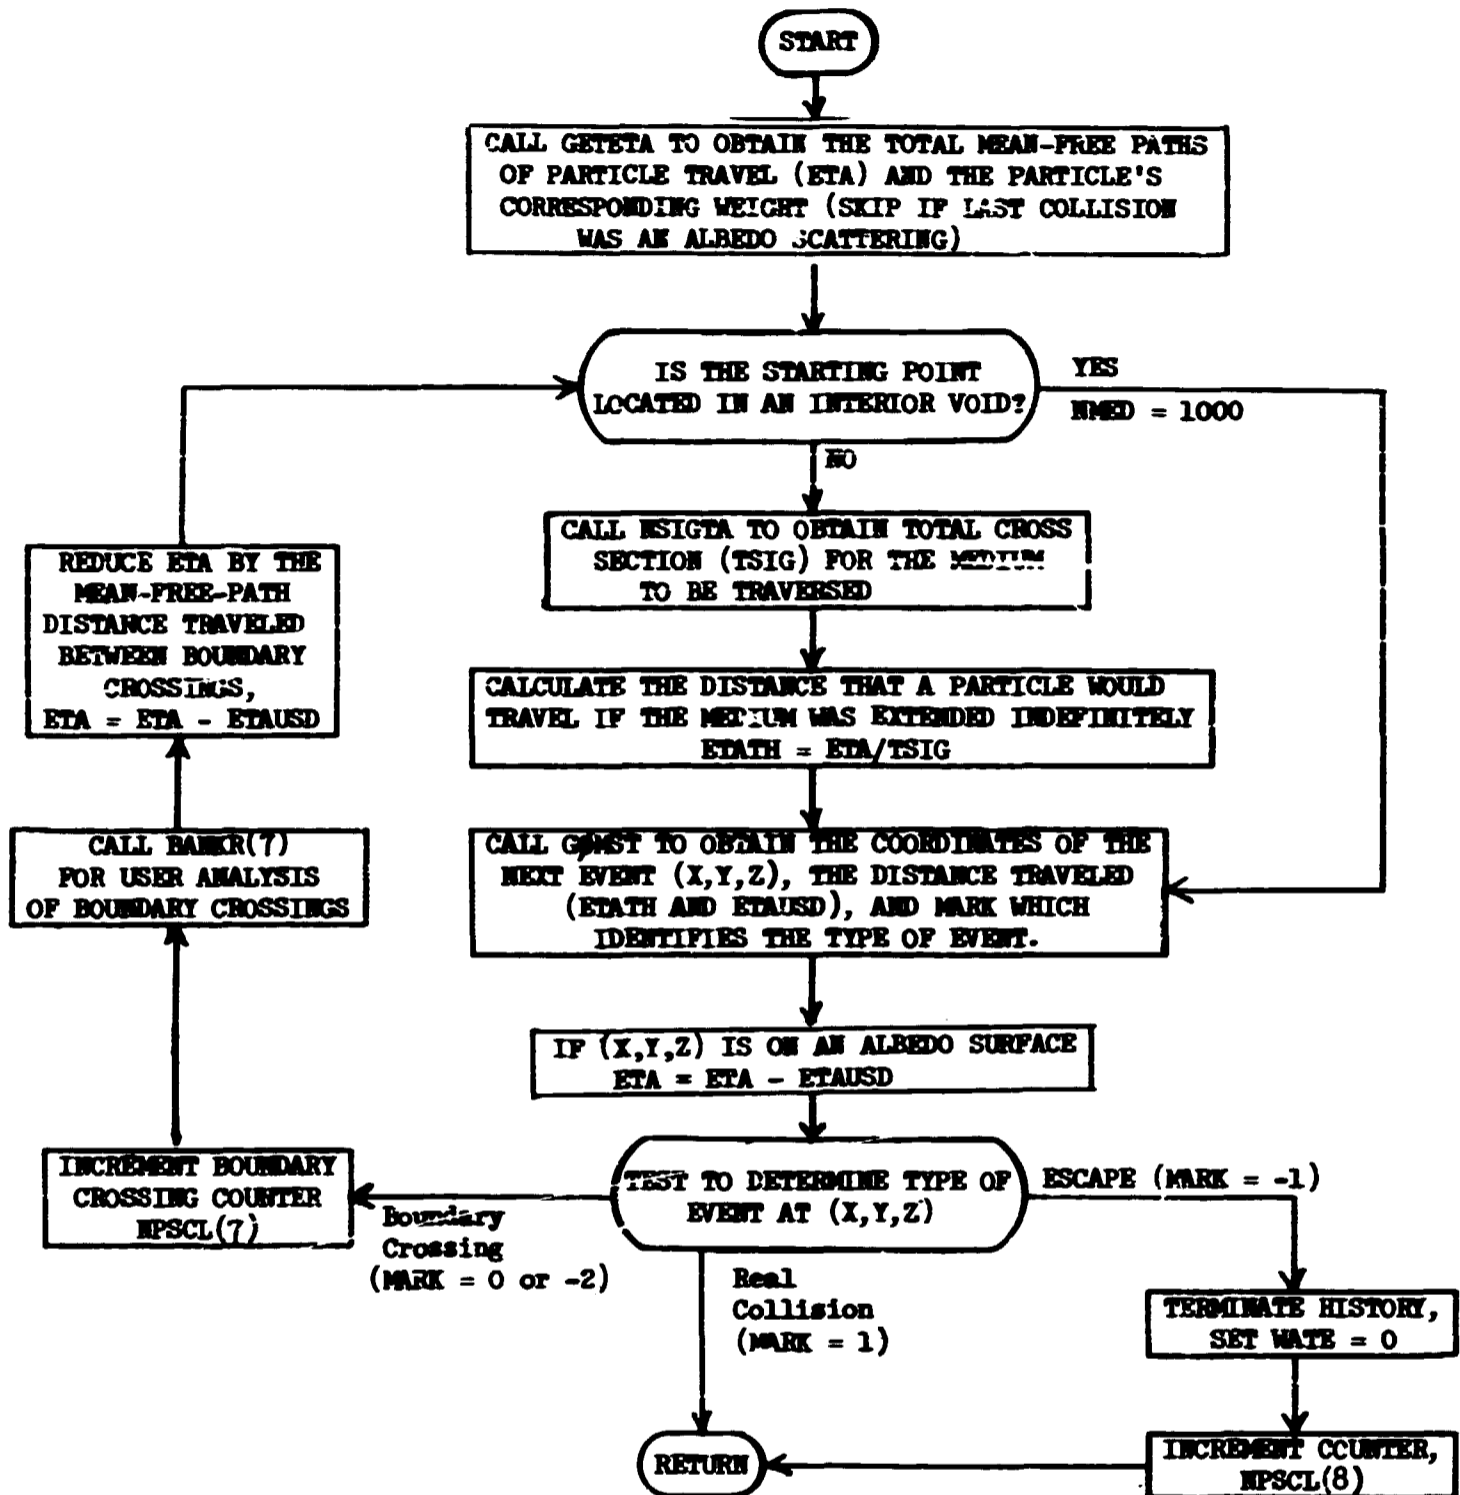 START
CALL GETETA TO OBTAIN THE TOTAL MEAN-FREE PATHS
OF PARTICLE TRAVEL (ETA) AND THE PARTICLE'S
CORRESPONDING WEIGHT (SKIP IF LAST COLLISION
WAS AN ALBEDO SCATTERING)
IS THE STARTING POINT
LOCATED IN AN INTERIOR VOID?
YES
NMED = 1000
NO
CALL NSIGTA TO OBTAIN TOTAL CROSS
SECTION (TSIG) FOR THE MEDIUM
TO BE TRAVERSED
REDUCE ETA BY THE
MEAN-FREE-PATH
DISTANCE TRAVELED
BETWEEN BOUNDARY
CROSSINGS,
ETA = ETA - ETAUSD
CALCULATE THE DISTANCE THAT A PARTICLE WOULD
TRAVEL IF THE MEDIUM WAS EXTENDED INDEFINITELY
ETATH = ETA/TSIG
CALL BANKR(7)
FOR USER ANALYSIS
OF BOUNDARY CROSSINGS
CALL GØMST TO OBTAIN THE COORDINATES OF THE
NEXT EVENT (X,Y,Z), THE DISTANCE TRAVELED
(ETATH AND ETAUSD), AND MARK WHICH
IDENTIFIES THE TYPE OF EVENT.
IF (X,Y,Z) IS ON AN ALBEDO SURFACE
ETA = ETA - ETAUSD
TEST TO DETERMINE TYPE OF
EVENT AT (X,Y,Z)
ESCAPE (MARK = -1)
INCREMENT BOUNDARY
CROSSING COUNTER
NPSCL(7)
Boundary
Crossing
(MARK = 0 or -2)
Real
Collision
(MARK = 1)
TERMINATE HISTORY,
SET WATE = 0
RETURN
INCREMENT COUNTER,
NPSCL(8)